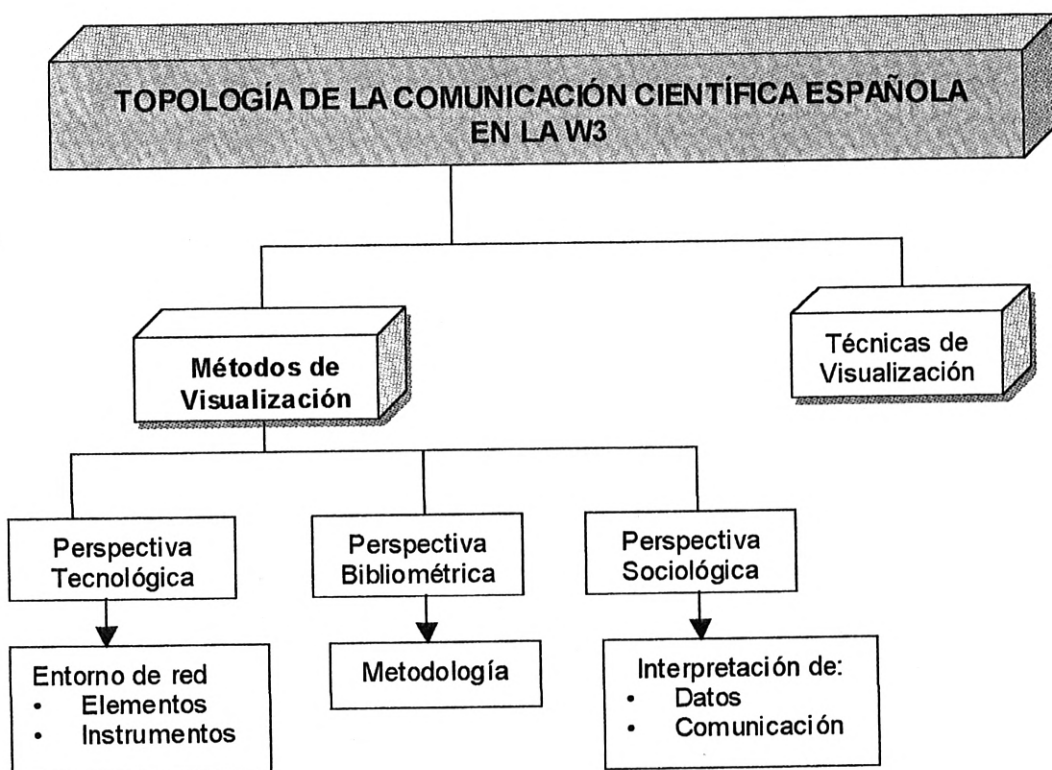 TOPOLOGÍA DE LA COMUNICACIÓN CIENTÍFICA ESPAÑOLA
EN LA W3
Métodos de
Visualización
Técnicas de
Visualización
Perspectiva
Tecnológica
Perspectiva
Bibliométrica
Perspectiva
Sociológica
Entorno de red
• Elementos
• Instrumentos
Metodología
Interpretación de:
• Datos
• Comunicación